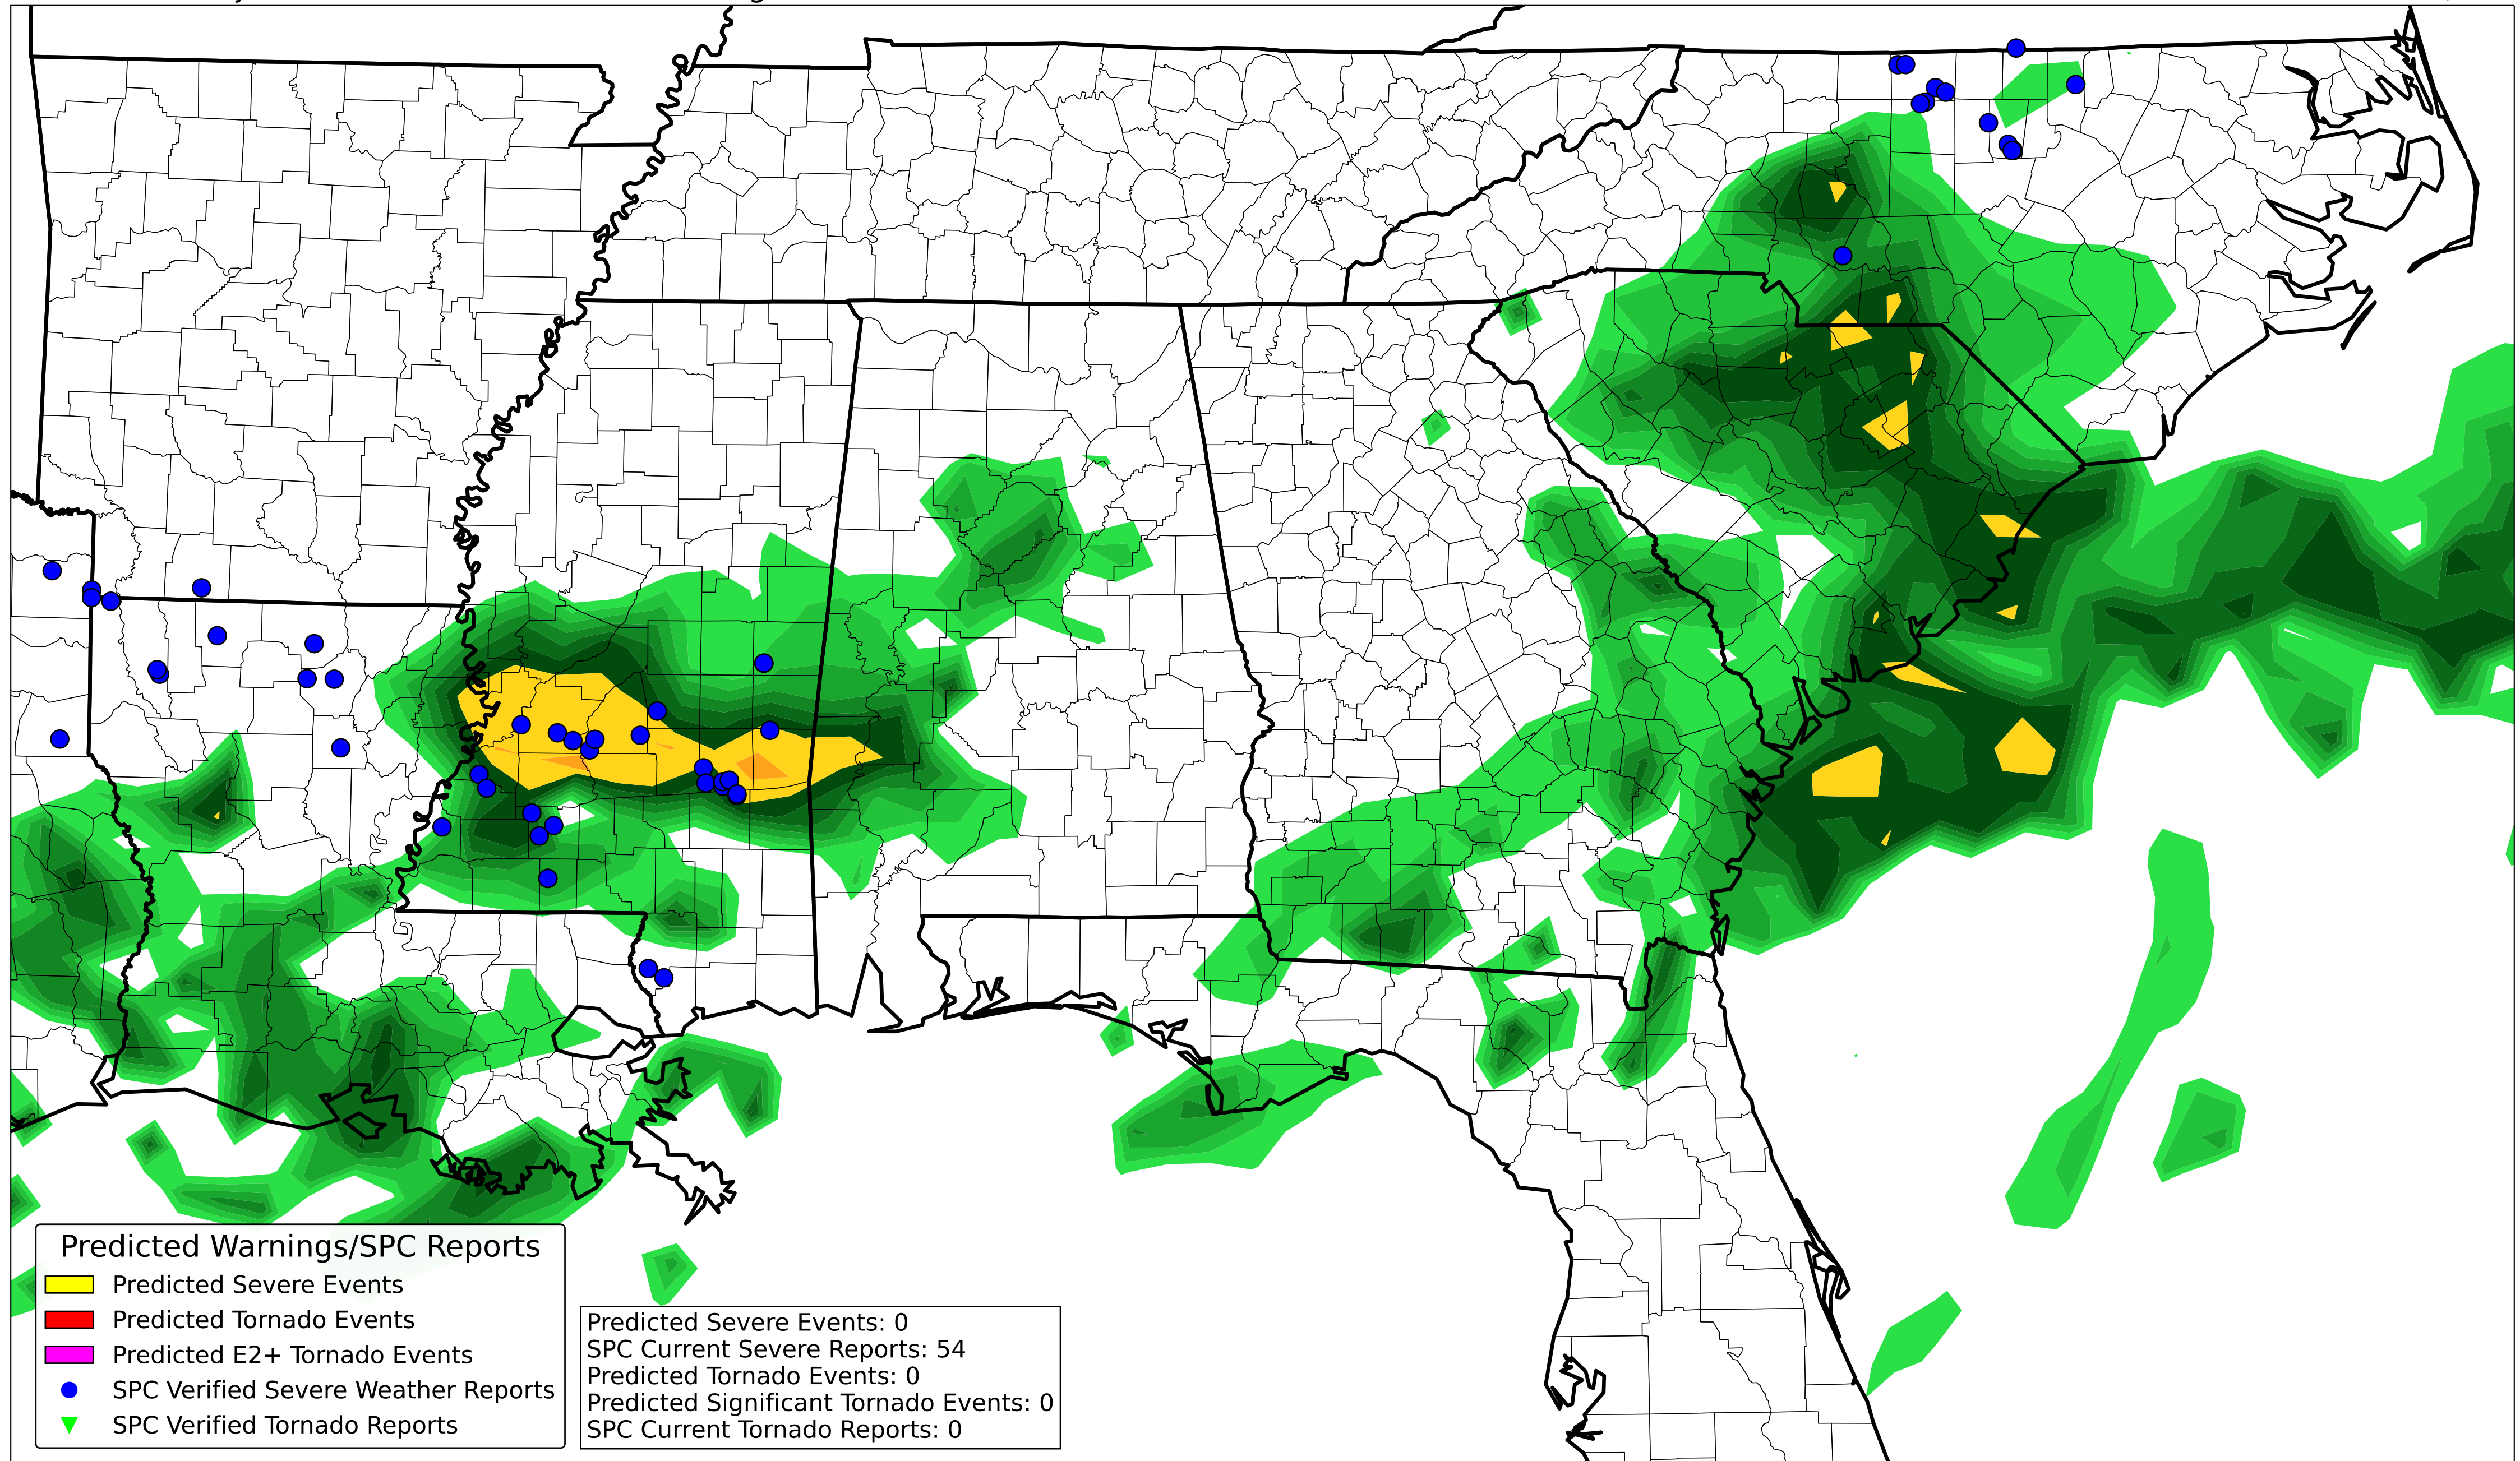 Predicted Warnings/SPC Reports
Predicted Severe Events
Predicted Tornado Events
Predicted E2+ Tornado Events
SPC Verified Severe Weather Reports
SPC Verified Tornado Reports
Predicted Severe Events: 0
SPC Current Severe Reports: 54
Predicted Tornado Events: 0
Predicted Significant Tornado Events: 0
SPC Current Tornado Reports: 0